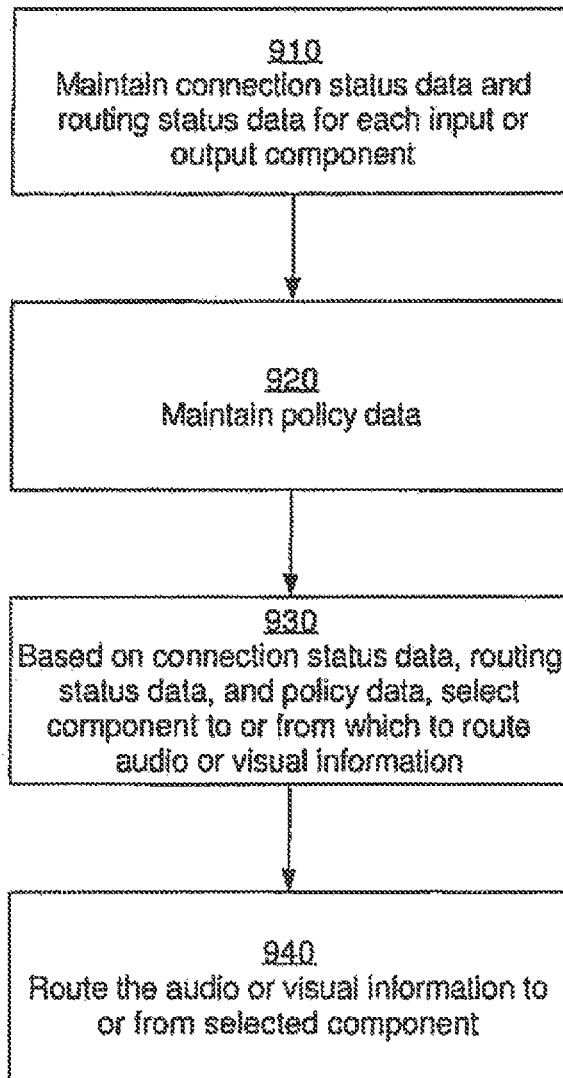 910
Maintain connection status data and
routing status data for each input or
output component
920
Maintain policy data
930
Based on connection status data, routing
status data, and policy data, select
component to or from which to route
audio or visual information
940
Route the audio or visual information to
or from selected component